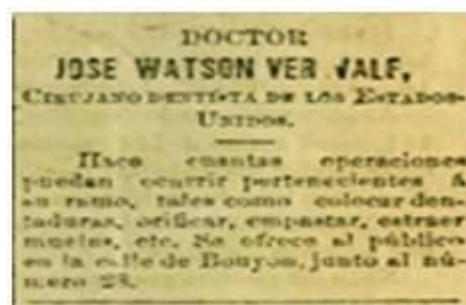 DOCTOR
JOSE WATSON VER VALF,
CIRUJANO DENTISTA DE LOS ESTADOS-
UNIDOS.
Hace cuantas operaciones
puedan ocurrir pertenecientes á
su ramo, tales como colocar den-
taduras, orificar, empastar, estraer
muelas, etc. Se ofrece al público
en la calle de Bouyon, junto al nú-
mero 23.